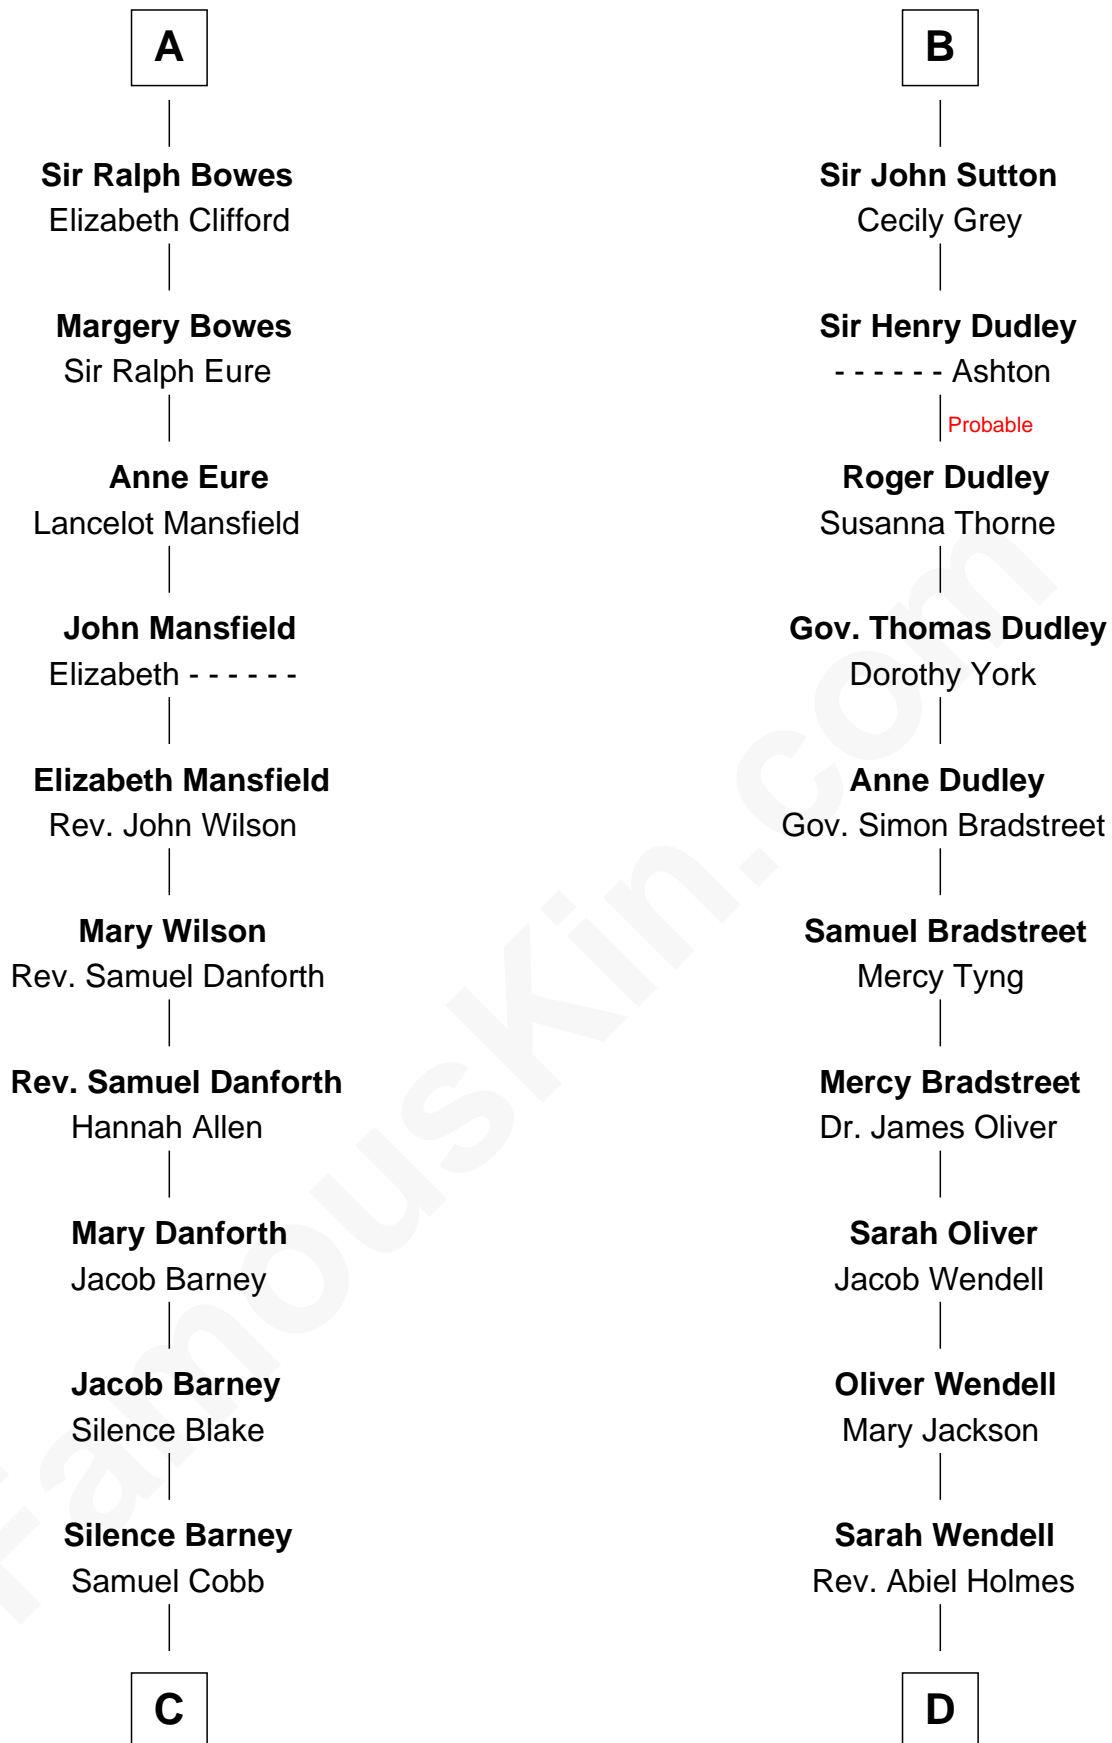 A
Sir Ralph Bowes
Elizabeth Clifford
Margery Bowes
Sir Ralph Eure
Anne Eure
Lancelot Mansfield
John Mansfield
Elizabeth - - - - - -
Elizabeth Mansfield
Rev. John Wilson
Mary Wilson
Rev. Samuel Danforth
Rev. Samuel Danforth
Hannah Allen
Mary Danforth
Jacob Barney
Jacob Barney
Silence Blake
Silence Barney
Samuel Cobb
C
B
Sir John Sutton
Cecily Grey
Sir Henry Dudley
- - - - - - Ashton
Probable
Roger Dudley
Susanna Thorne
Gov. Thomas Dudley
Dorothy York
Anne Dudley
Gov. Simon Bradstreet
Samuel Bradstreet
Mercy Tyng
Mercy Bradstreet
Dr. James Oliver
Sarah Oliver
Jacob Wendell
Oliver Wendell
Mary Jackson
Sarah Wendell
Rev. Abiel Holmes
D
FamousKin.com